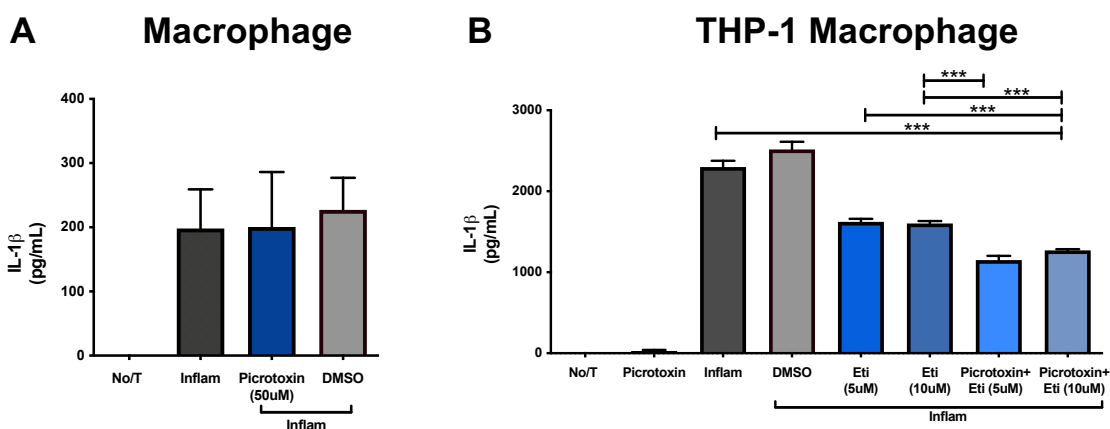 A Macrophage
IL-1β
(pg/mL)
400
300
200
100
0
No/T Inflam Picrotoxin DMSO
(50uM)
Inflam
B THP-1 Macrophage
***
***
***
***
IL-1β
(pg/mL)
3000
2000
1000
0
No/T Picrotoxin Inflam DMSO Eti Eti Picrotoxin+ Picrotoxin+
(5uM) (10uM) Eti (5uM) Eti (10uM)
Inflam